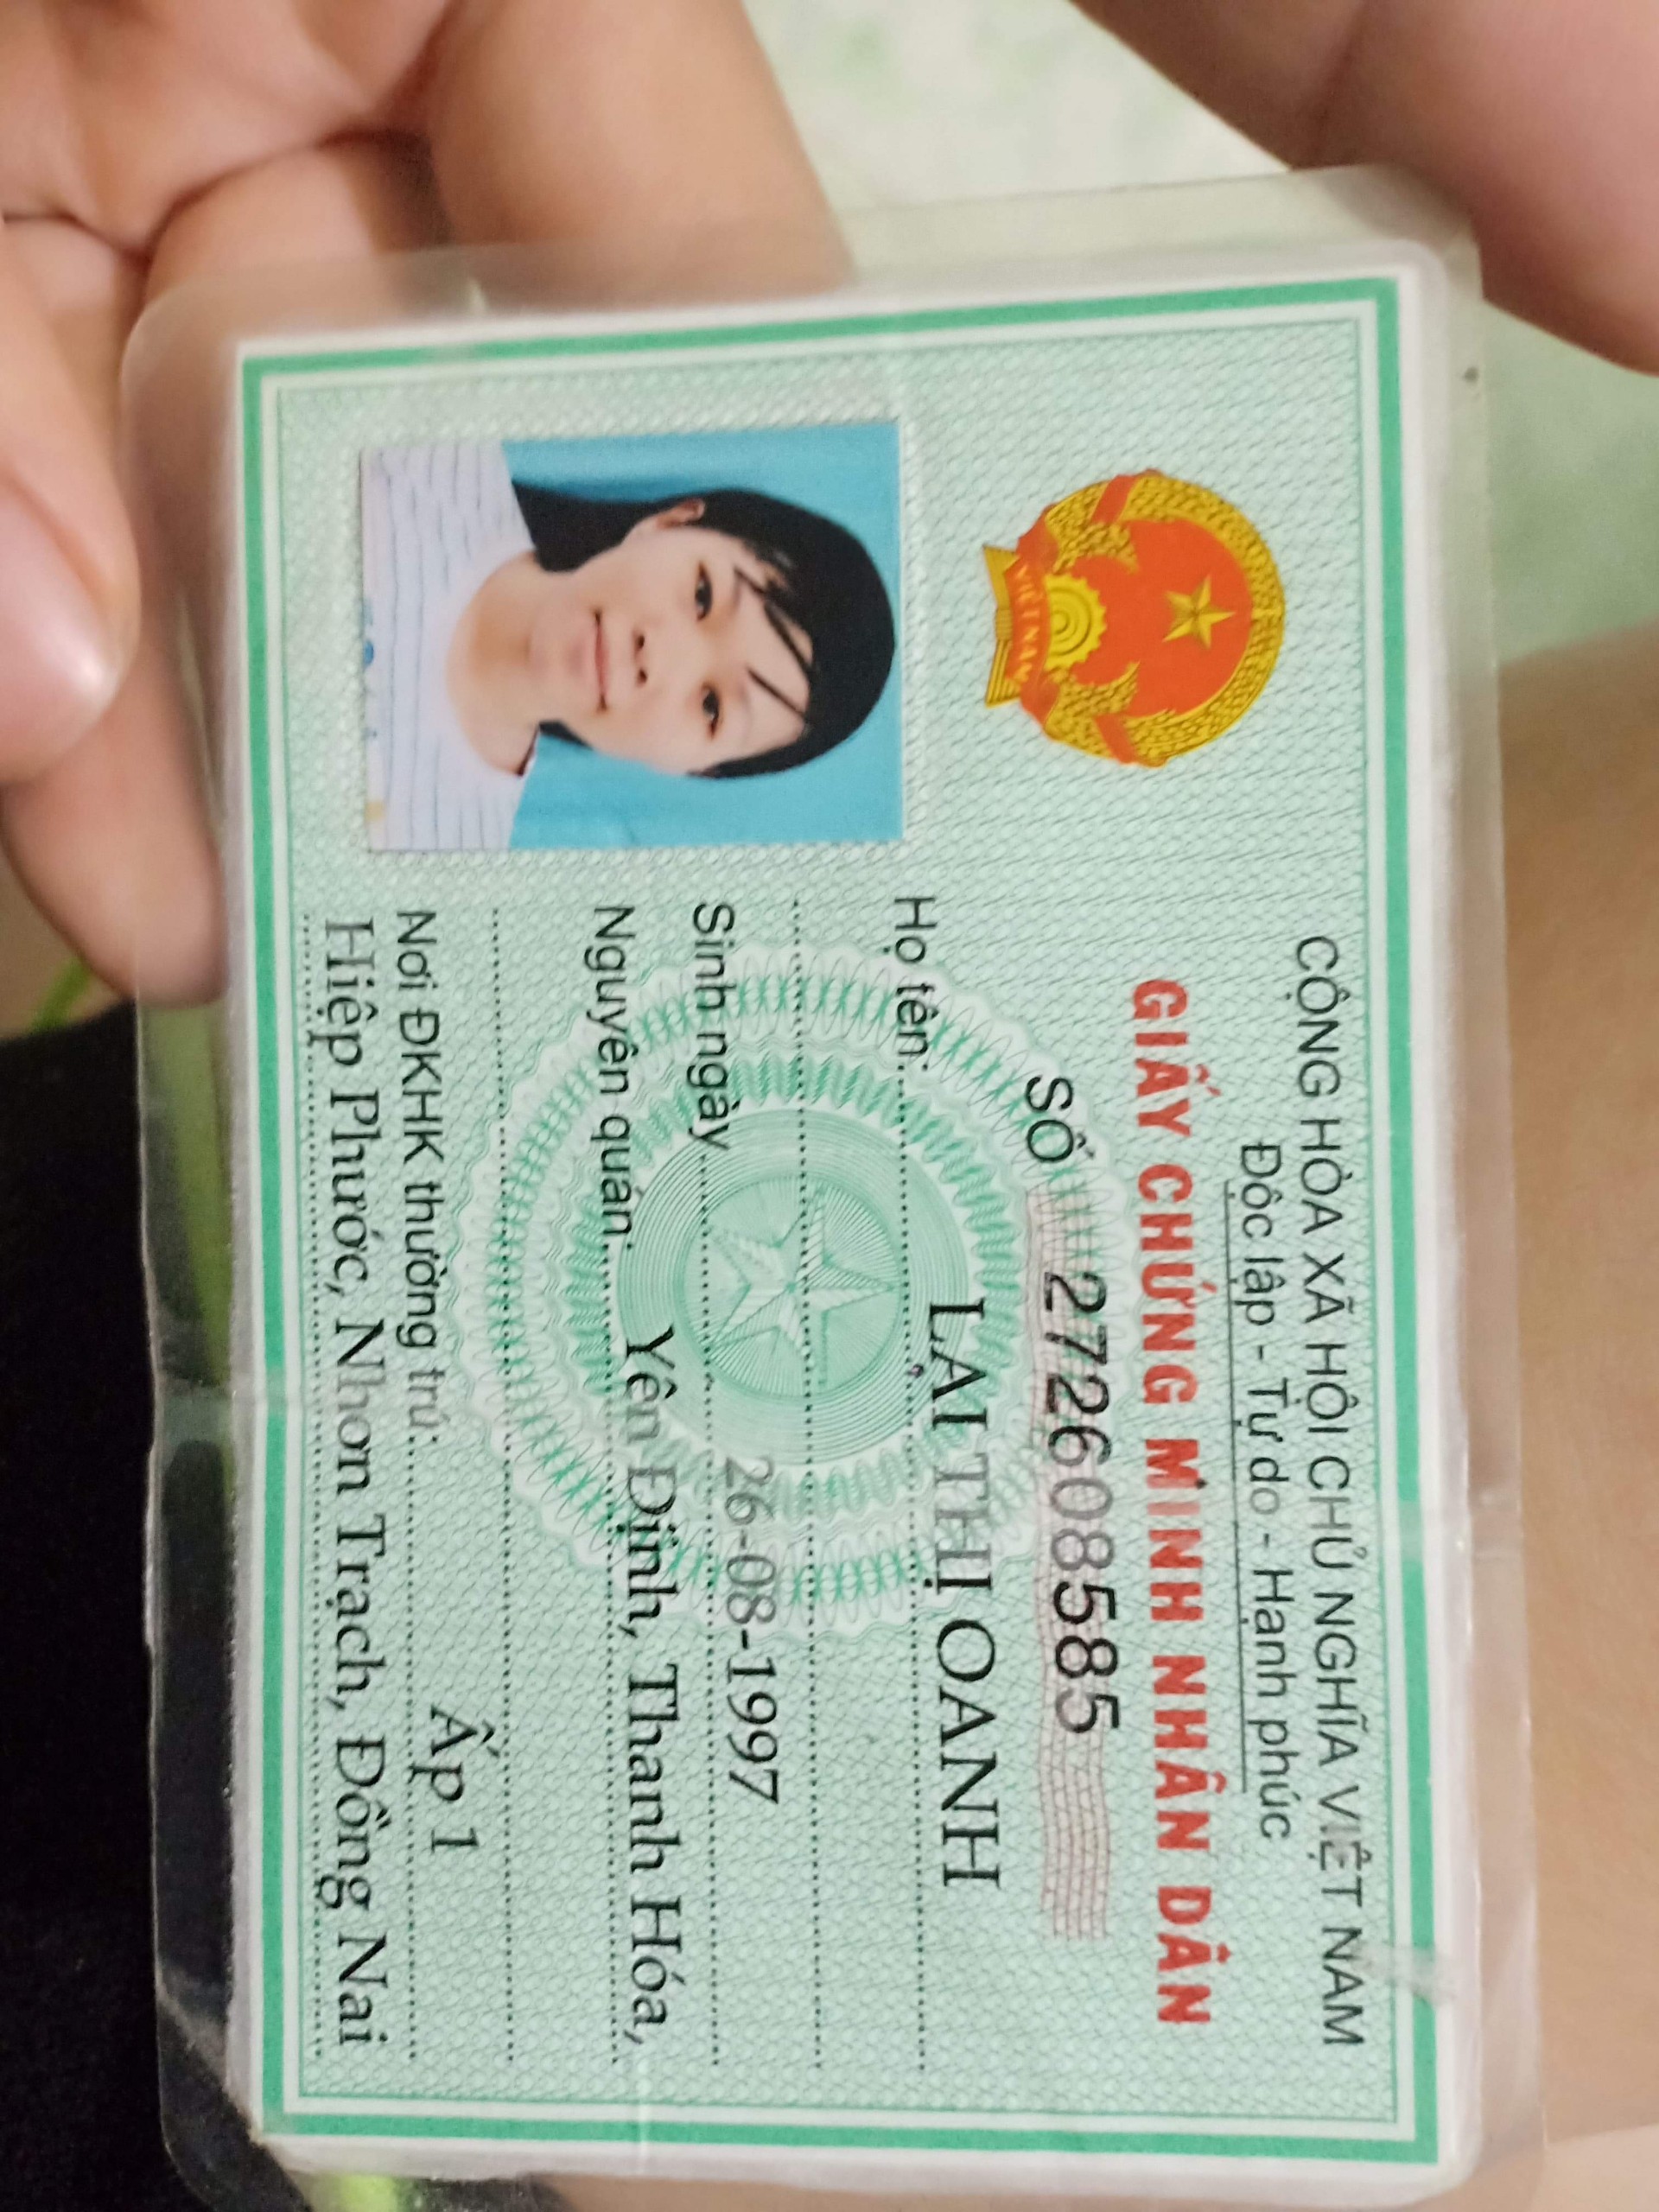 CỘNG HÒA XÃ HỘI CHỦ NGHĨA VIỆT NAM
Độc lập - Tự do - Hạnh phúc
GIẤY CHỨNG MINH NHÂN DÂN
SỐ 272608585
VIỆT NAM
Họ tên: LẠI THỊ OANH
Sinh ngày 26-08-1997
Nguyên quán: Yên Định, Thanh Hóa,
Nơi ĐKHK thường trú: Ấp 1
Hiệp Phước, Nhơn Trạch, Đồng Nai